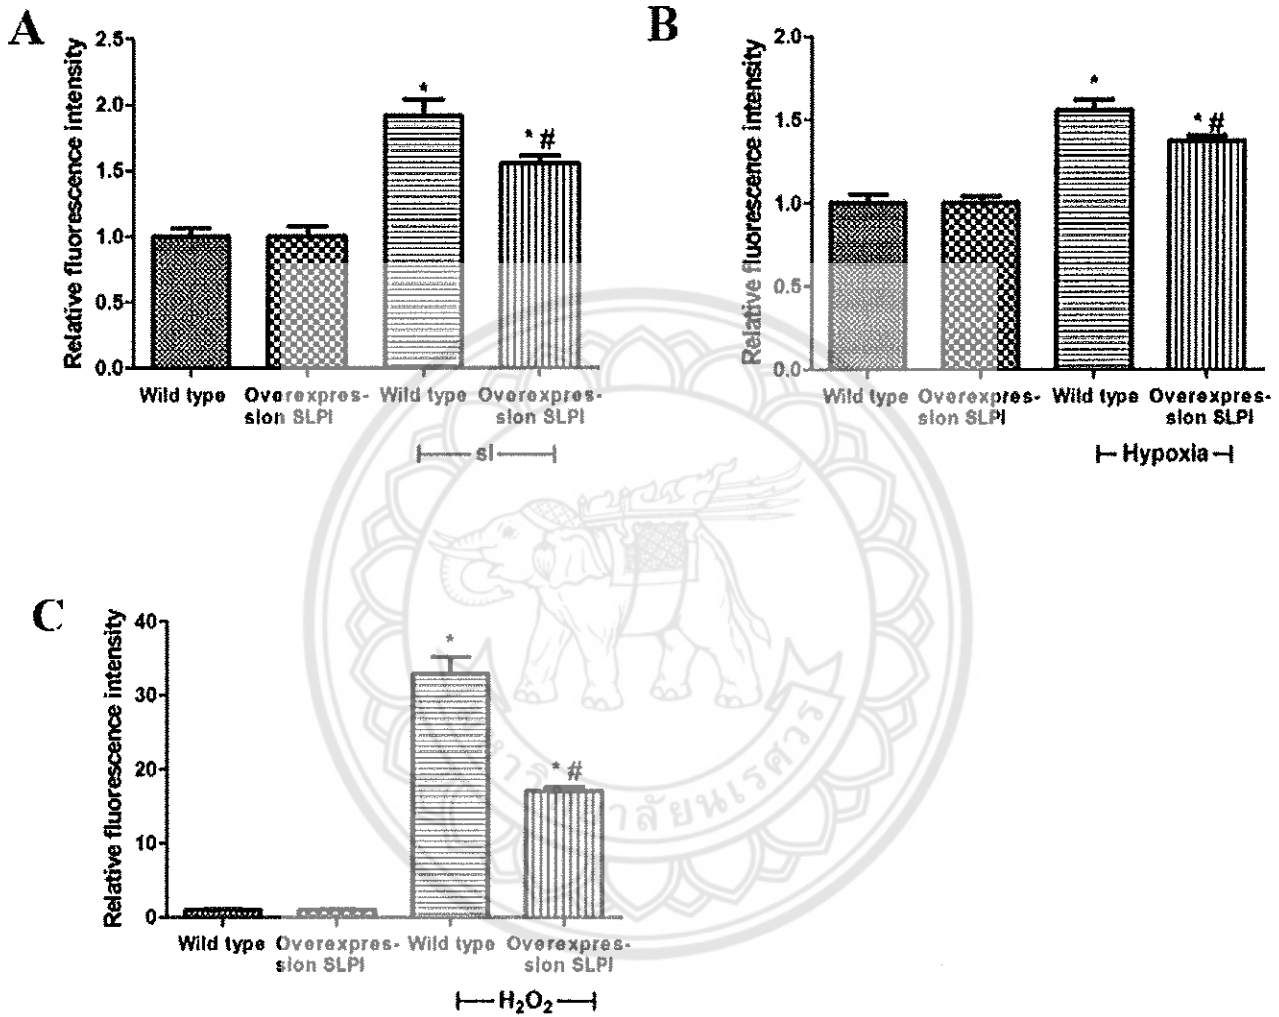 A
Relative fluorescence intensity
2.5
2.0
1.5
1.0
0.5
0.0
*
* #
Wild type
Overexpres-
sion SLPI
Wild type
Overexpres-
sion SLPI
sI
B
Relative fluorescence intensity
2.0
1.5
1.0
0.5
0.0
*
* #
Wild type
Overexpres-
sion SLPI
Wild type
Overexpres-
sion SLPI
Hypoxia
C
Relative fluorescence intensity
40
30
20
10
0
*
* #
Wild type
Overexpres-
sion SLPI
Wild type
Overexpres-
sion SLPI
H₂O₂